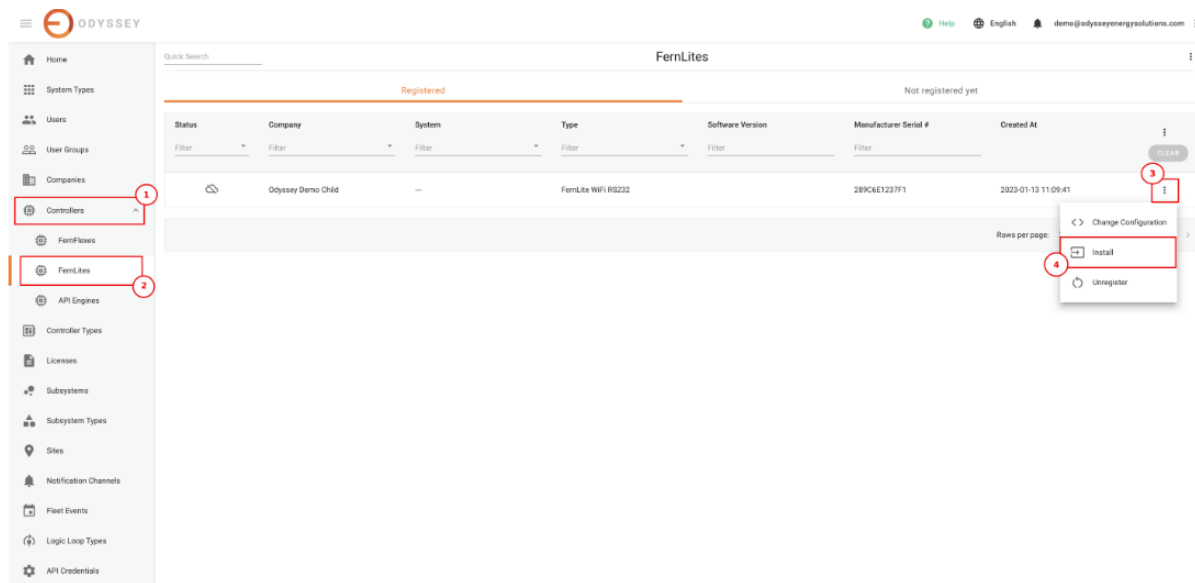 ODYSSEY
Help English demo@odysseyenergysolutions.com
Home
System Types
Users
User Groups
Companies
1
Controllers
FernFlexes
FernLites
2
API Engines
Controller Types
Licenses
Subsystems
Subsystem Types
Sites
Notification Channels
Fleet Events
Logic Loop Types
API Credentials
Quick Search
FernLites
Registered Not registered yet
Status Company System Type Software Version Manufacturer Serial # Created At
Filter Filter Filter Filter Filter Filter
CLEAR
3
Odyssey Demo Child -- FernLite WiFi RS232 289C6E1237F1 2023-01-13 11:09:41
Rows per page:
Change Configuration
4
Install
Unregister